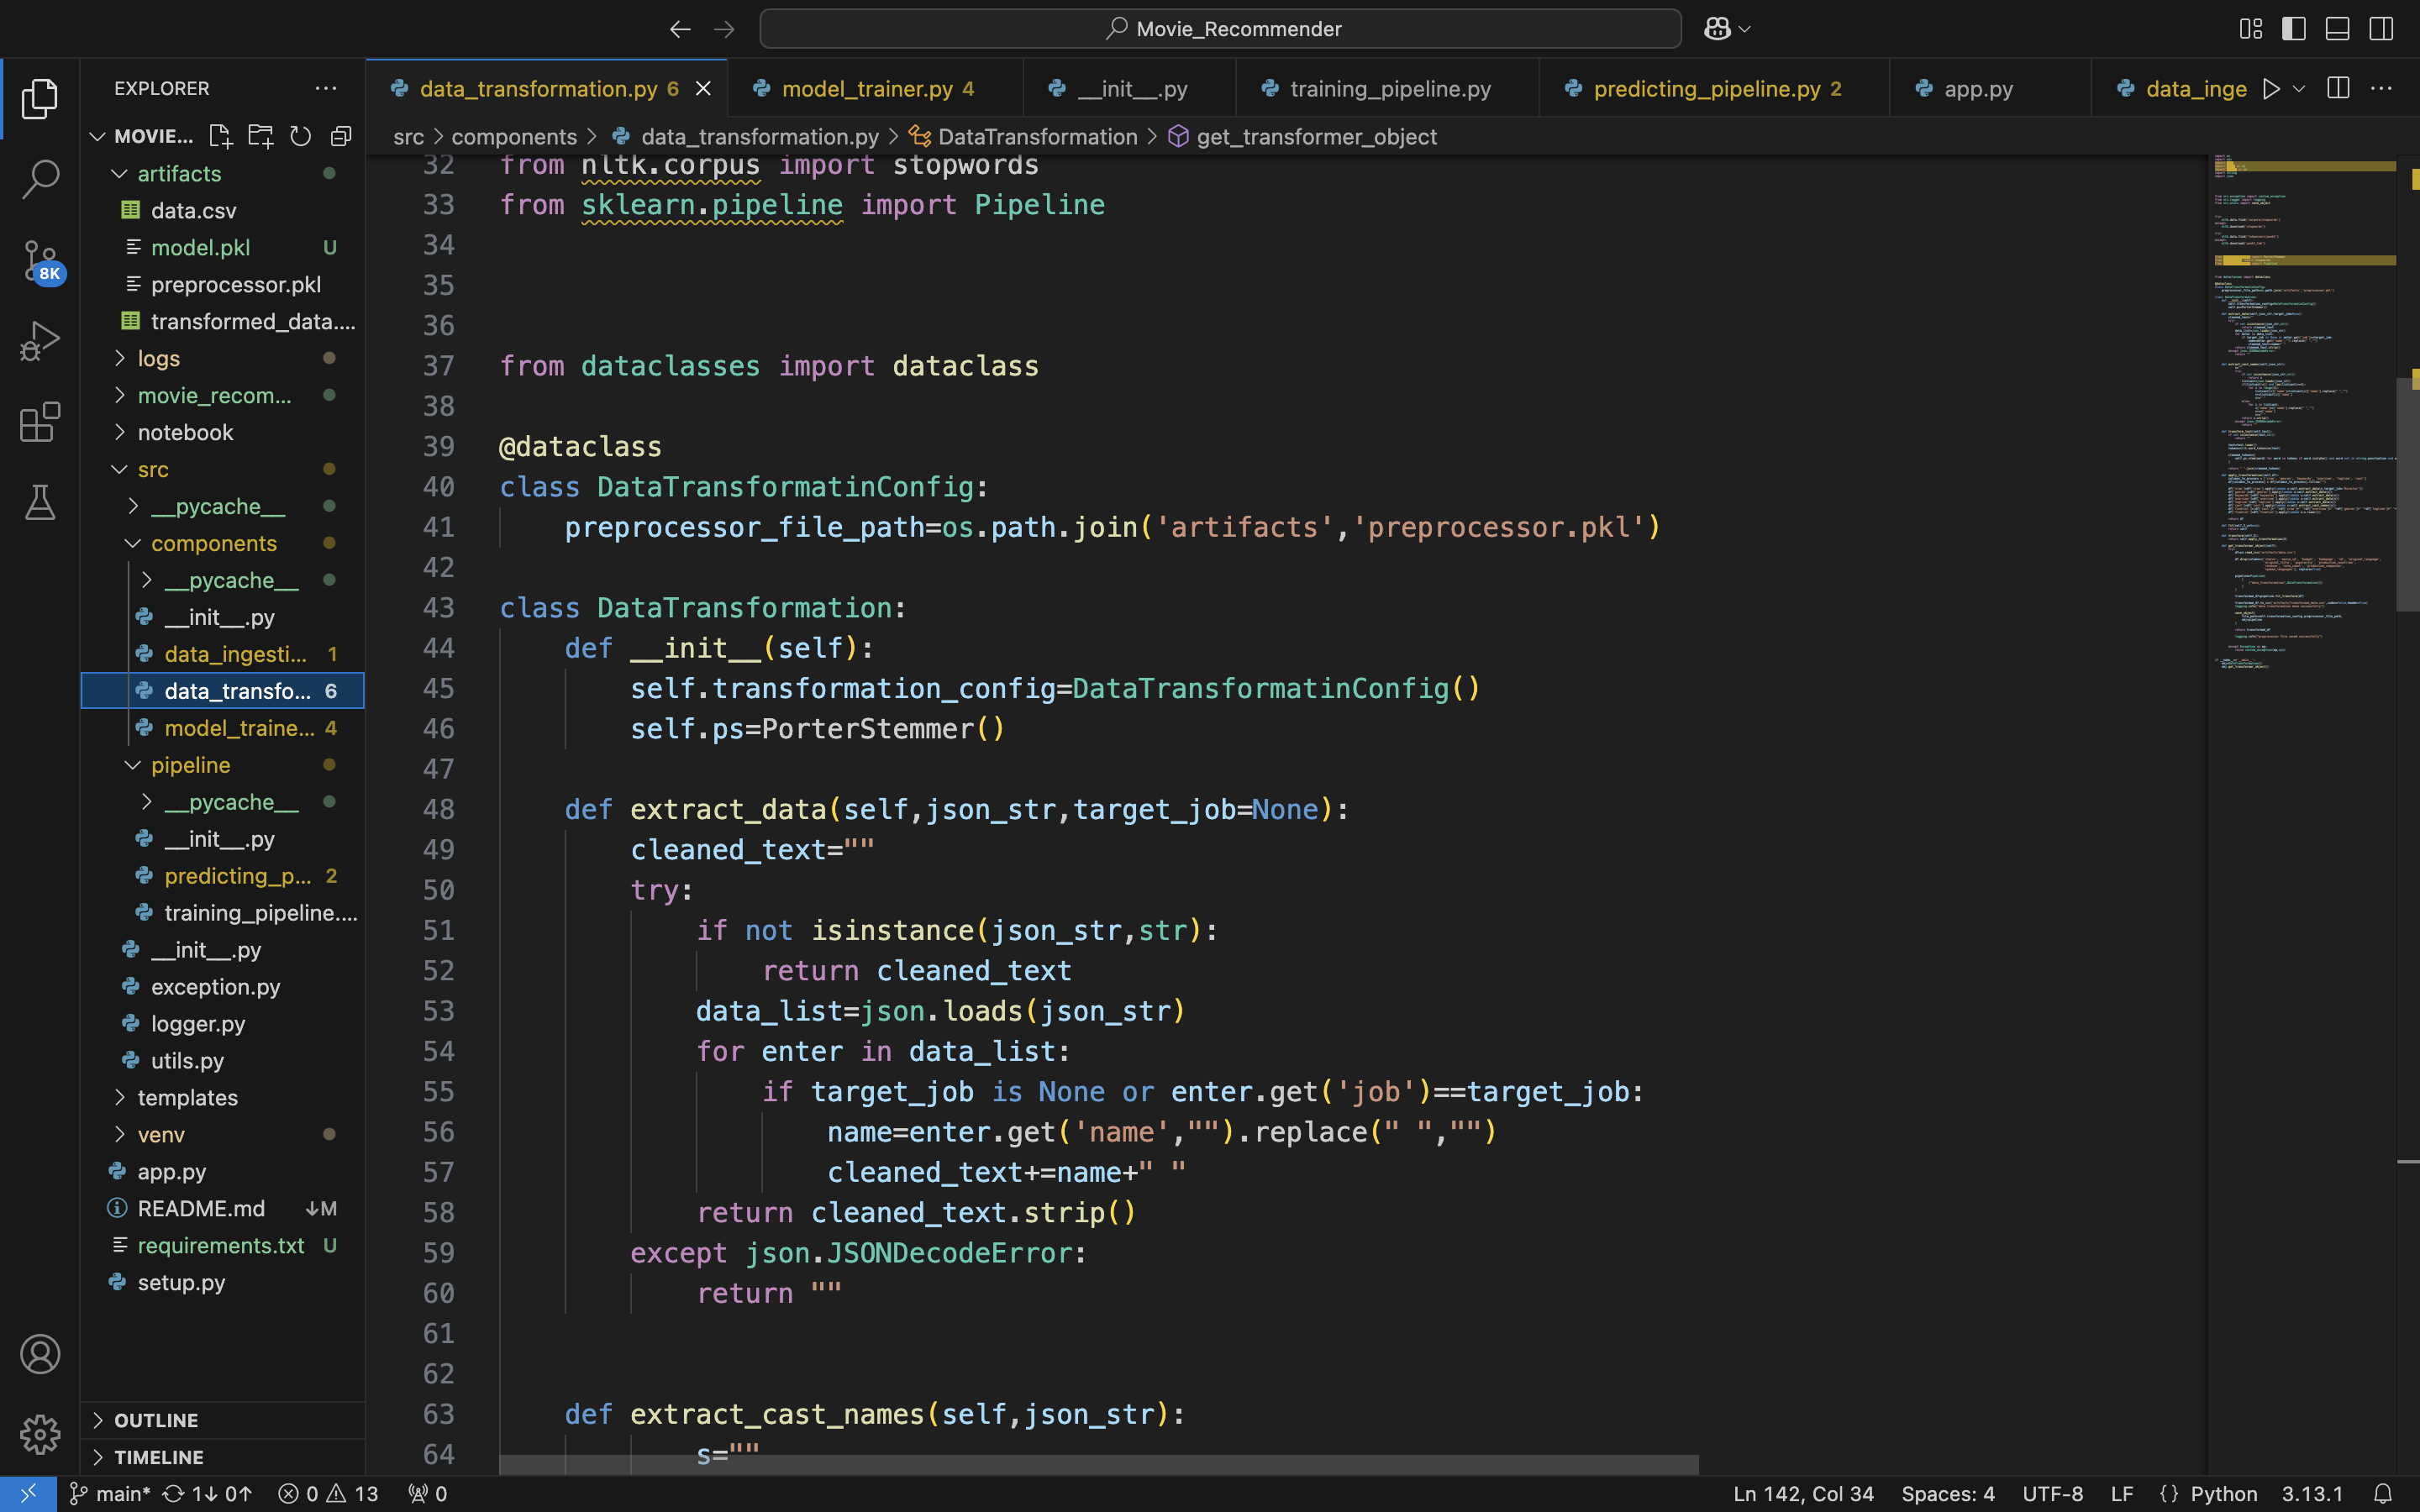 Movie_Recommender
EXPLORER
MOVIE...
artifacts
data.csv
model.pkl U
preprocessor.pkl
transformed_data....
logs
movie_recom...
notebook
src
__pycache__
components
__pycache__
__init__.py
data_ingesti... 1
data_transfo... 6
model_traine... 4
pipeline
__pycache__
__init__.py
predicting_p... 2
training_pipeline....
__init__.py
exception.py
logger.py
utils.py
templates
venv
app.py
README.md ↓M
requirements.txt U
setup.py
OUTLINE
TIMELINE
8K
data_transformation.py 6
model_trainer.py 4
__init__.py
training_pipeline.py
predicting_pipeline.py 2
app.py
data_inge
src > components > data_transformation.py > DataTransformation > get_transformer_object
32 from nltk.corpus import stopwords
33 from sklearn.pipeline import Pipeline
34
35
36
37 from dataclasses import dataclass
38
39 @dataclass
40 class DataTransformatinConfig:
41     preprocessor_file_path=os.path.join('artifacts','preprocessor.pkl')
42
43 class DataTransformation:
44     def __init__(self):
45         self.transformation_config=DataTransformatinConfig()
46         self.ps=PorterStemmer()
47
48     def extract_data(self,json_str,target_job=None):
49         cleaned_text=""
50         try:
51             if not isinstance(json_str,str):
52                 return cleaned_text
53             data_list=json.loads(json_str)
54             for enter in data_list:
55                 if target_job is None or enter.get('job')==target_job:
56                     name=enter.get('name',"").replace(" ","")
57                     cleaned_text+=name+" "
58             return cleaned_text.strip()
59         except json.JSONDecodeError:
60             return ""
61
62
63     def extract_cast_names(self,json_str):
64             s=""
main* 1↓ 0↑ 0 13 0
Ln 142, Col 34 Spaces: 4 UTF-8 LF {} Python 3.13.1